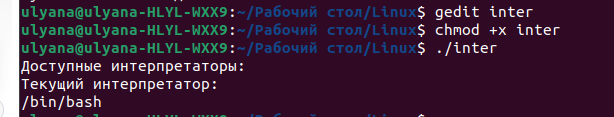 ulyana@ulyana-HLYL-WXX9:~/Рабочий стол/Linux$ gedit inter
ulyana@ulyana-HLYL-WXX9:~/Рабочий стол/Linux$ chmod +x inter
ulyana@ulyana-HLYL-WXX9:~/Рабочий стол/Linux$ ./inter
Доступные интерпретаторы:
Текущий интерпретатор:
/bin/bash